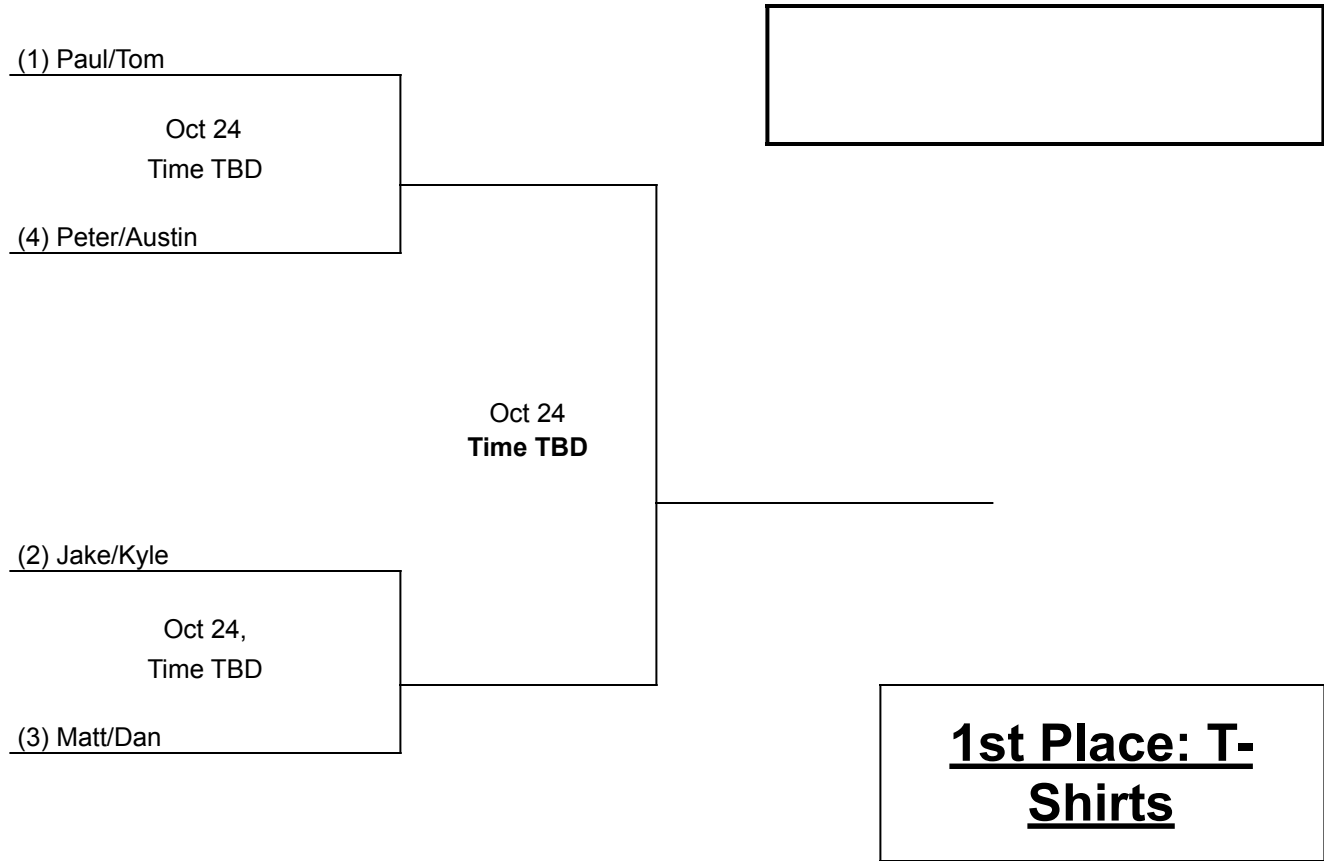 (1) Paul/Tom
Oct 24
Time TBD
(4) Peter/Austin
Oct 24
Time TBD
(2) Jake/Kyle
Oct 24,
Time TBD
(3) Matt/Dan
1st Place: T-
Shirts